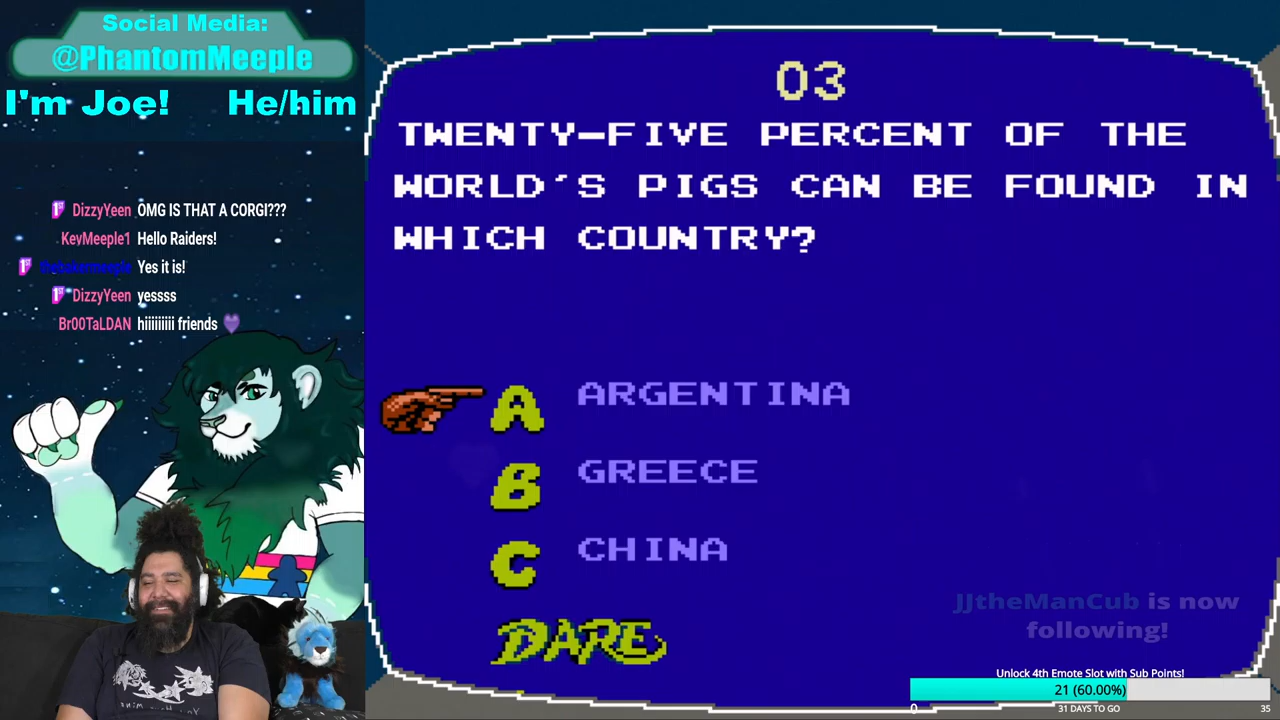 Social Media:
@PhantomMeeple
I'm Joe! He/him
DizzyYeen OMG IS THAT A CORGI???
KevMeeple1 Hello Raiders!
Yes it is!
DizzyYeen yessss
Br00TaLDAN hiiiiiiiii friends
03
TWENTY-FIVE PERCENT OF THE
WORLD'S PIGS CAN BE FOUND IN
WHICH COUNTRY?
A ARGENTINA
B GREECE
C CHINA
DARE
JJtheManCub is now
following!
Unlock 4th Emote Slot with Sub Points!
21 (60.00%)
0 31 DAYS TO GO 35